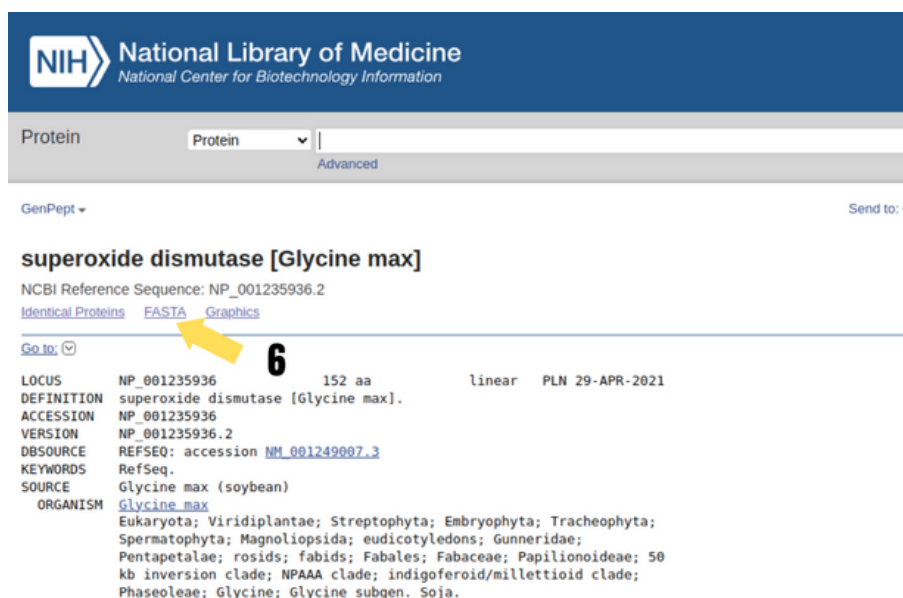 NIH National Library of Medicine
National Center for Biotechnology Information
Protein Protein
Advanced
GenPept Send to:
superoxide dismutase [Glycine max]
NCBI Reference Sequence: NP_001235936.2
Identical Proteins FASTA Graphics
Go to:
6
LOCUS NP_001235936 152 aa linear PLN 29-APR-2021
DEFINITION superoxide dismutase [Glycine max].
ACCESSION NP_001235936
VERSION NP_001235936.2
DBSOURCE REFSEQ: accession NM_001249007.3
KEYWORDS RefSeq.
SOURCE Glycine max (soybean)
ORGANISM Glycine max
Eukaryota; Viridiplantae; Streptophyta; Embryophyta; Tracheophyta;
Spermatophyta; Magnoliopsida; eudicotyledons; Gunneridae;
Pentapetalae; rosids; fabids; Fabales; Fabaceae; Papilionoideae; 50
kb inversion clade; NPAAA clade; indigoferoid/millettioid clade;
Phaseoleae; Glycine; Glycine subgen. Soja.